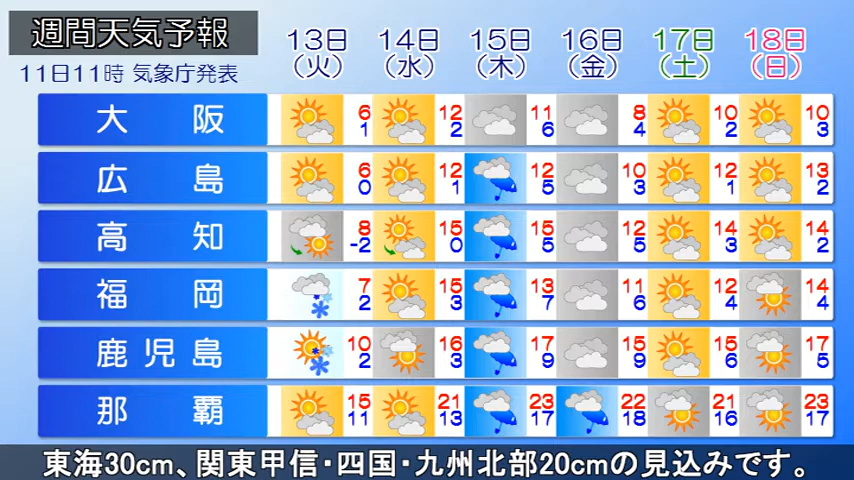 週間天気予報
11日11時 気象庁発表
13日 14日 15日 16日 17日 18日
(火) (水) (木) (金) (土) (日)
大阪 6 1 12 2 11 6 8 4 10 2 10 3
広島 6 0 12 1 12 5 10 3 12 1 13 2
高知 8 -2 15 0 15 5 12 5 14 3 14 2
福岡 7 2 15 3 13 7 11 6 12 4 14 4
鹿児島 10 2 16 3 17 9 15 9 15 6 17 5
那覇 15 11 21 13 23 17 22 18 21 16 23 17
東海30cm、関東甲信・四国・九州北部20cmの見込みです。